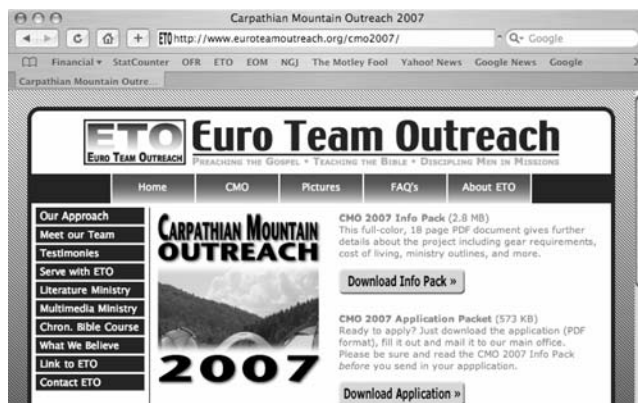 Carpathian Mountain Outreach 2007
ETO http://www.euroteamoutreach.org/cmo2007/
Google
Financial StatCounter OFR ETO EOM NGJ The Motley Fool Yahoo! News Google News Google
Carpathian Mountain Outre...
ETO
EURO TEAM OUTREACH
Euro Team Outreach
PREACHING THE GOSPEL • TEACHING THE BIBLE • DISCIPLING MEN IN MISSIONS
Home CMO Pictures FAQ's About ETO
Our Approach
Meet our Team
Testimonies
Serve with ETO
Literature Ministry
Multimedia Ministry
Chron. Bible Course
What We Believe
Link to ETO
Contact ETO
CARPATHIAN MOUNTAIN
OUTREACH
2007
CMO 2007 Info Pack (2.8 MB)
This full-color, 18 page PDF document gives further
details about the project including gear requirements,
cost of living, ministry outlines, and more.
Download Info Pack »
CMO 2007 Application Packet (573 KB)
Ready to apply? Just download the application (PDF
format), fill it out and mail it to our main office.
Please be sure and read the CMO 2007 Info Pack
before you send in your appplication.
Download Application »